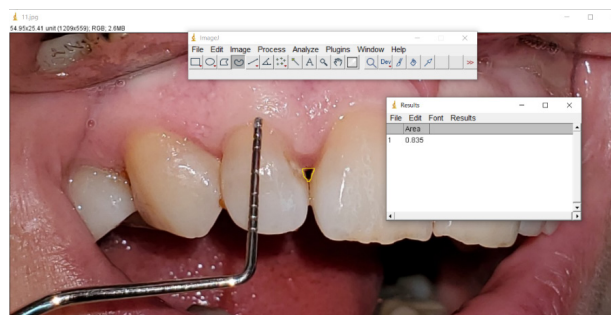 11.jpg
54.95x25.41 unit (1209x559); RGB; 2.6MB
ImageJ
File Edit Image Process Analyze Plugins Window Help
A Dev >>
Results
File Edit Font Results
Area
1 0.835